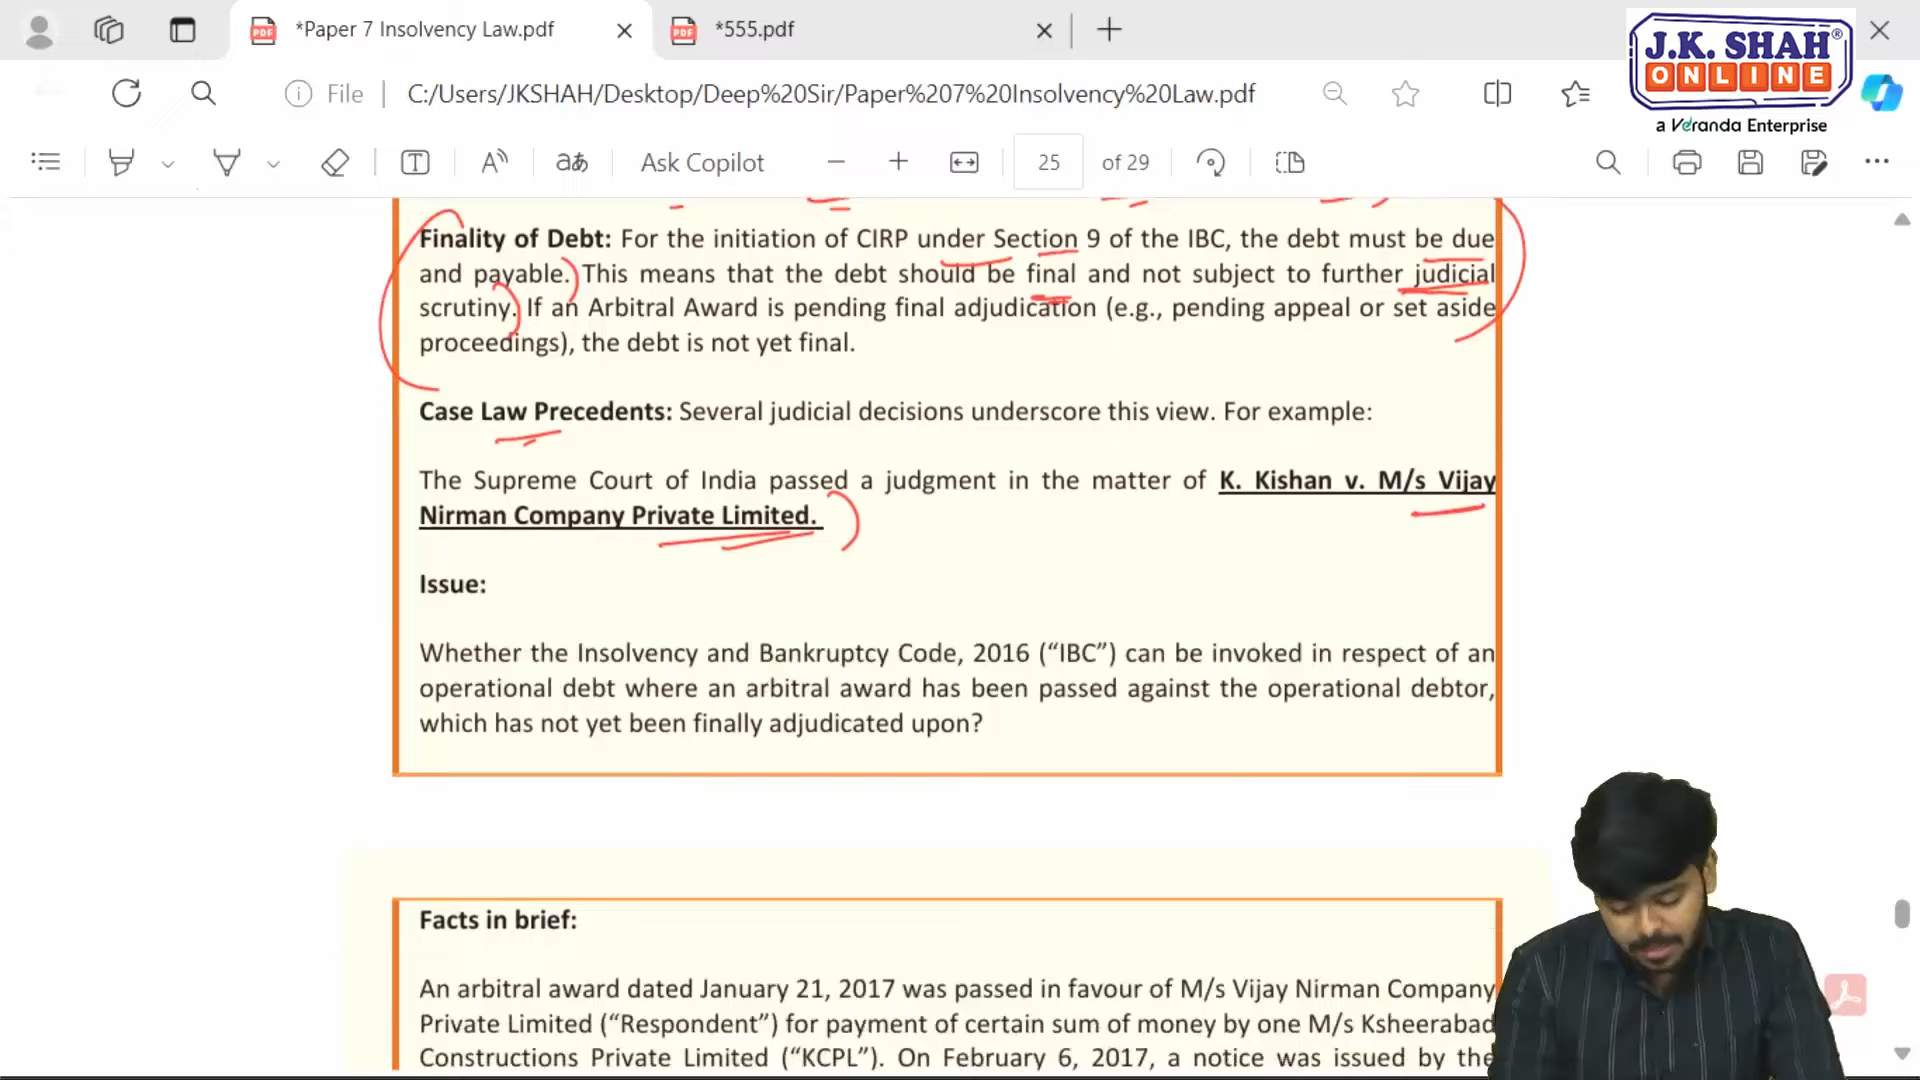 *Paper 7 Insolvency Law.pdf
*555.pdf
J.K. SHAH®
ONLINE
a Veranda Enterprise
File
C:/Users/JKSHAH/Desktop/Deep%20Sir/Paper%207%20Insolvency%20Law.pdf
Ask Copilot
25 of 29
Finality of Debt: For the initiation of CIRP under Section 9 of the IBC, the debt must be due
and payable. This means that the debt should be final and not subject to further judicial
scrutiny. If an Arbitral Award is pending final adjudication (e.g., pending appeal or set aside
proceedings), the debt is not yet final.
Case Law Precedents: Several judicial decisions underscore this view. For example:
The Supreme Court of India passed a judgment in the matter of K. Kishan v. M/s Vijay
Nirman Company Private Limited.
Issue:
Whether the Insolvency and Bankruptcy Code, 2016 (“IBC”) can be invoked in respect of an
operational debt where an arbitral award has been passed against the operational debtor,
which has not yet been finally adjudicated upon?
Facts in brief:
An arbitral award dated January 21, 2017 was passed in favour of M/s Vijay Nirman Company
Private Limited (“Respondent”) for payment of certain sum of money by one M/s Ksheerabad
Constructions Private Limited (“KCPL”). On February 6, 2017, a notice was issued by the